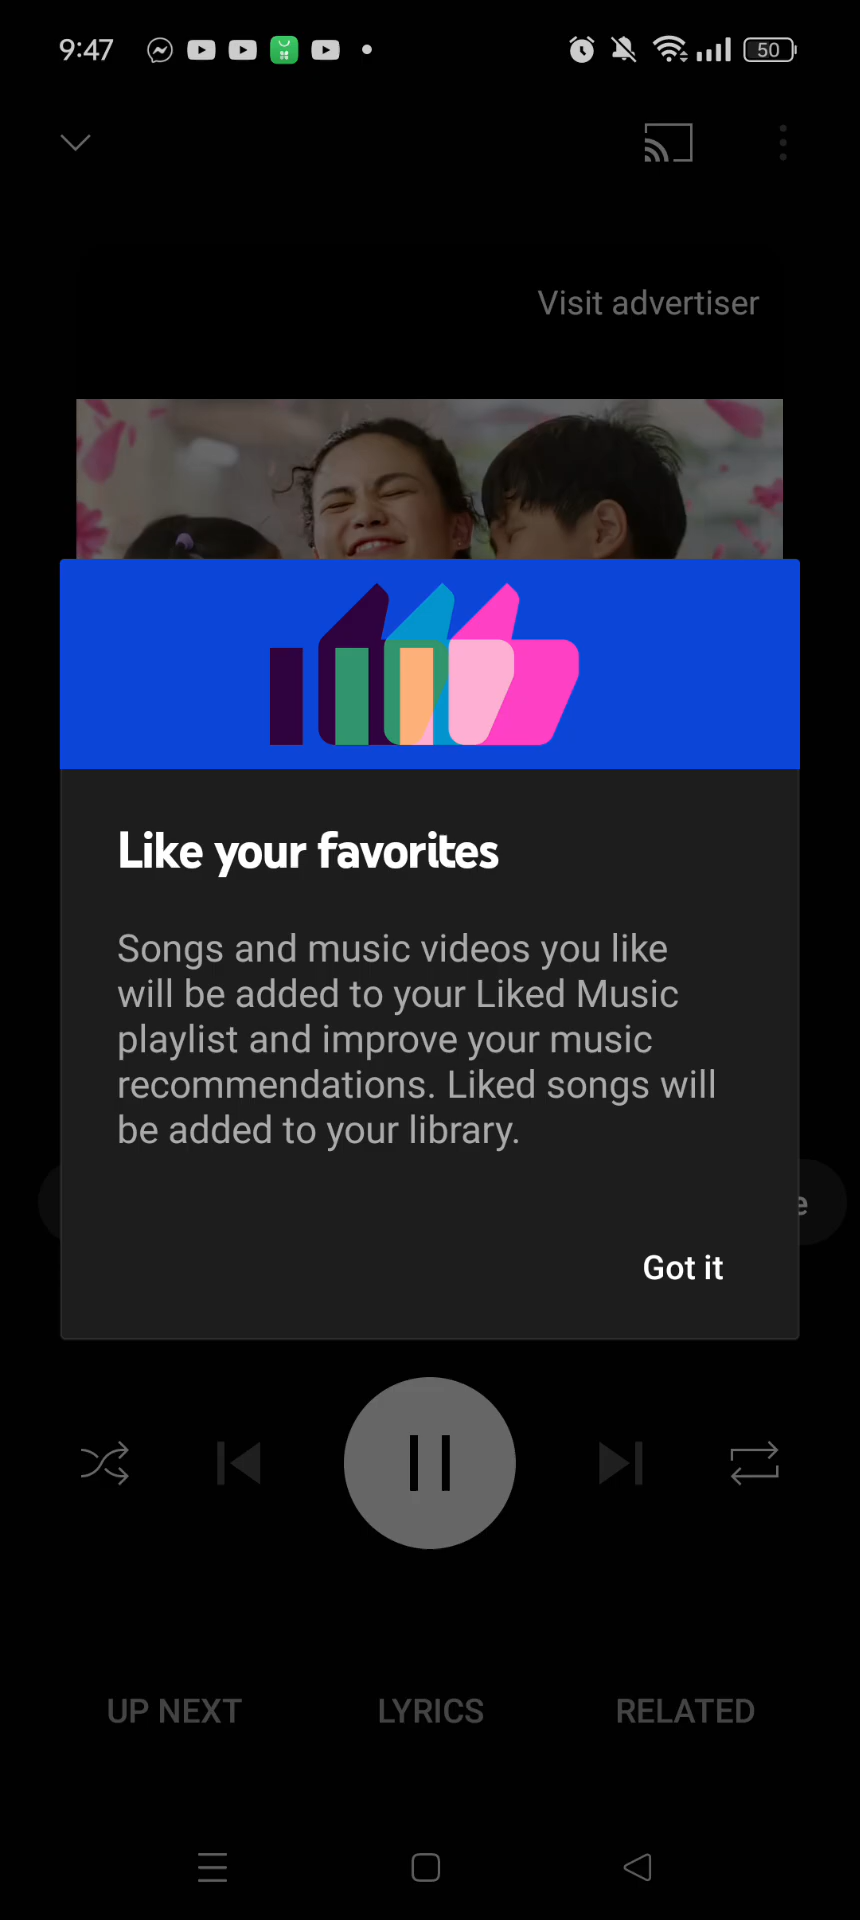 9:47
50
Visit advertiser
Like your favorites
Songs and music videos you like
will be added to your Liked Music
playlist and improve your music
recommendations. Liked songs will
be added to your library.
Got it
UP NEXT
LYRICS
RELATED